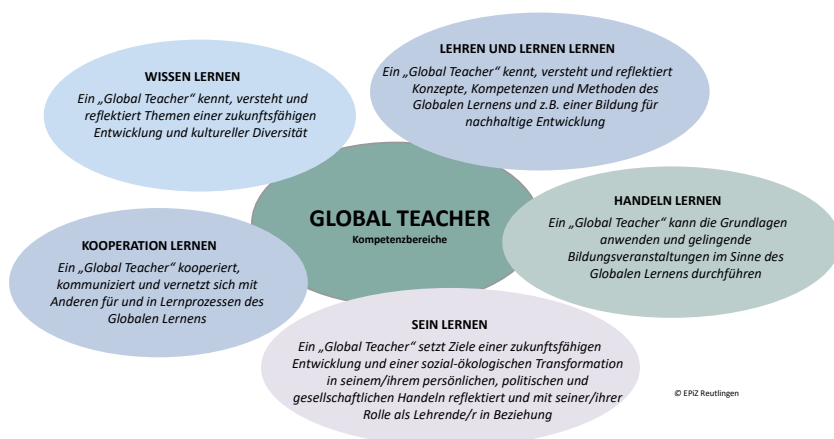 WISSEN LERNEN
Ein „Global Teacher“ kennt, versteht und
reflektiert Themen einer zukunftsfähigen
Entwicklung und kultureller Diversität
LEHREN UND LERNEN LERNEN
Ein „Global Teacher“ kennt, versteht und reflektiert
Konzepte, Kompetenzen und Methoden des
Globalen Lernens und z.B. einer Bildung für
nachhaltige Entwicklung
GLOBAL TEACHER
Kompetenzbereiche
HANDELN LERNEN
Ein „Global Teacher“ kann die Grundlagen
anwenden und gelingende
Bildungsveranstaltungen im Sinne des
Globalen Lernens durchführen
KOOPERATION LERNEN
Ein „Global Teacher“ kooperiert,
kommuniziert und vernetzt sich mit
Anderen für und in Lernprozessen des
Globalen Lernens
SEIN LERNEN
Ein „Global Teacher“ setzt Ziele einer zukunftsfähigen
Entwicklung und einer sozial-ökologischen Transformation
in seinem/ihrem persönlichen, politischen und
gesellschaftlichen Handeln reflektiert und mit seiner/ihrer
Rolle als Lehrende/r in Beziehung
© EPiZ Reutlingen